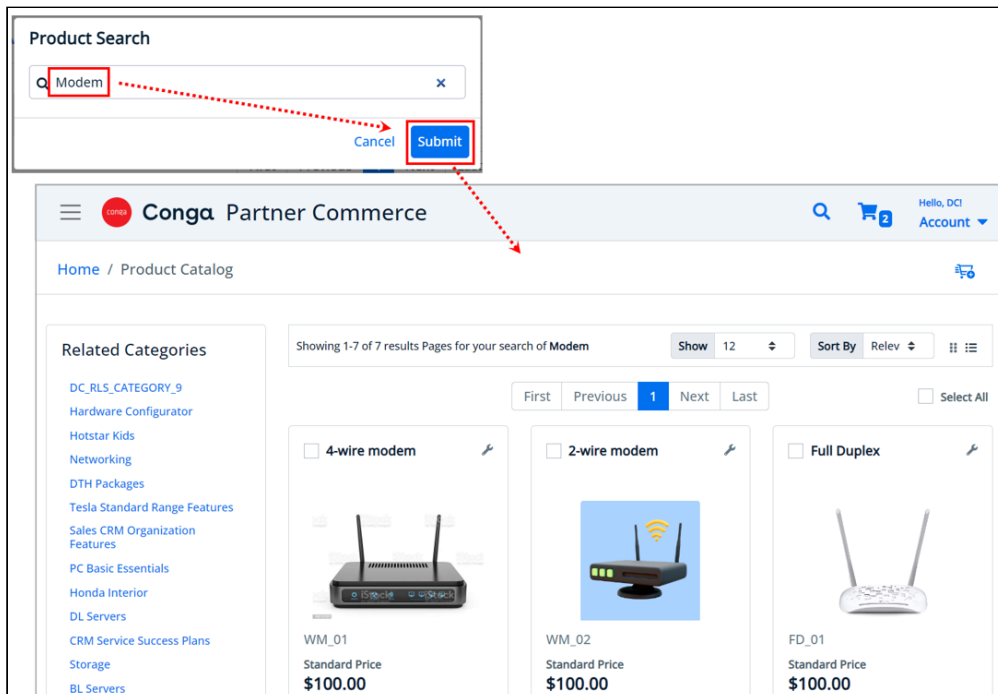 Product Search
Modem
Cancel Submit
conga Conga Partner Commerce
2
Hello, DC!
Account
Home / Product Catalog
Related Categories
DC_RLS_CATEGORY_9
Hardware Configurator
Hotstar Kids
Networking
DTH Packages
Tesla Standard Range Features
Sales CRM Organization
Features
PC Basic Essentials
Honda Interior
DL Servers
CRM Service Success Plans
Storage
BL Servers
Showing 1-7 of 7 results Pages for your search of Modem
Show 12
Sort By Relev
First Previous 1 Next Last
Select All
4-wire modem
iStock
WM_01
Standard Price
$100.00
2-wire modem
WM_02
Standard Price
$100.00
Full Duplex
FD_01
Standard Price
$100.00